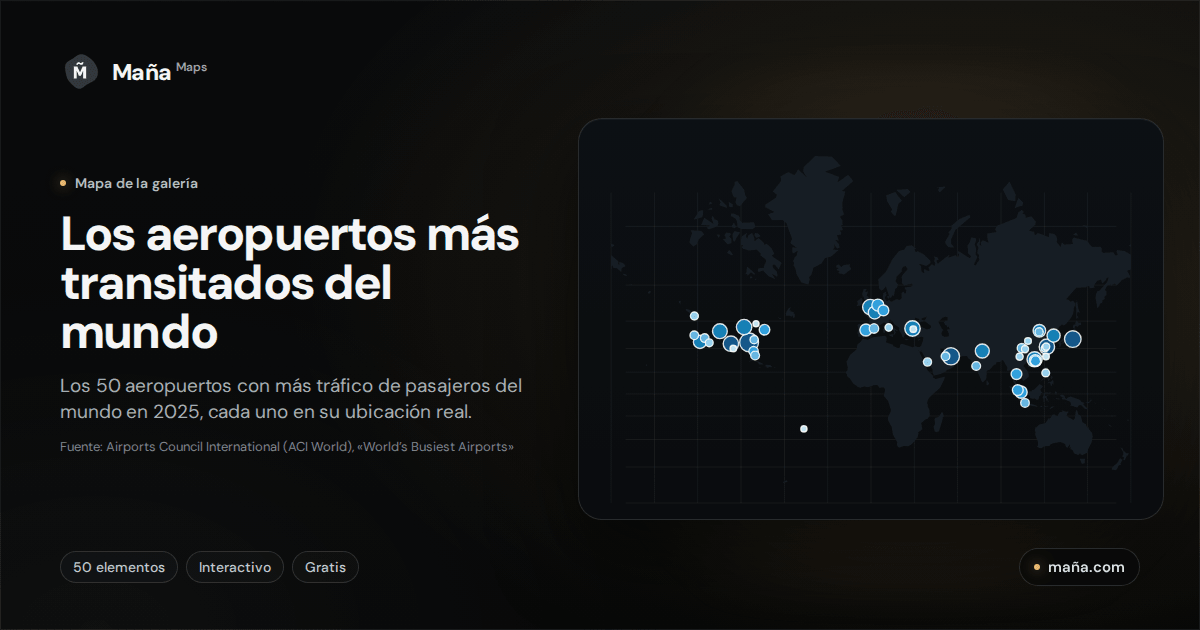 M̃
Maña Maps
Mapa de la galería
Los aeropuertos más
transitados del
mundo
Los 50 aeropuertos con más tráfico de pasajeros del
mundo en 2025, cada uno en su ubicación real.
Fuente: Airports Council International (ACI World), «World’s Busiest Airports»
50 elementos
Interactivo
Gratis
maña.com